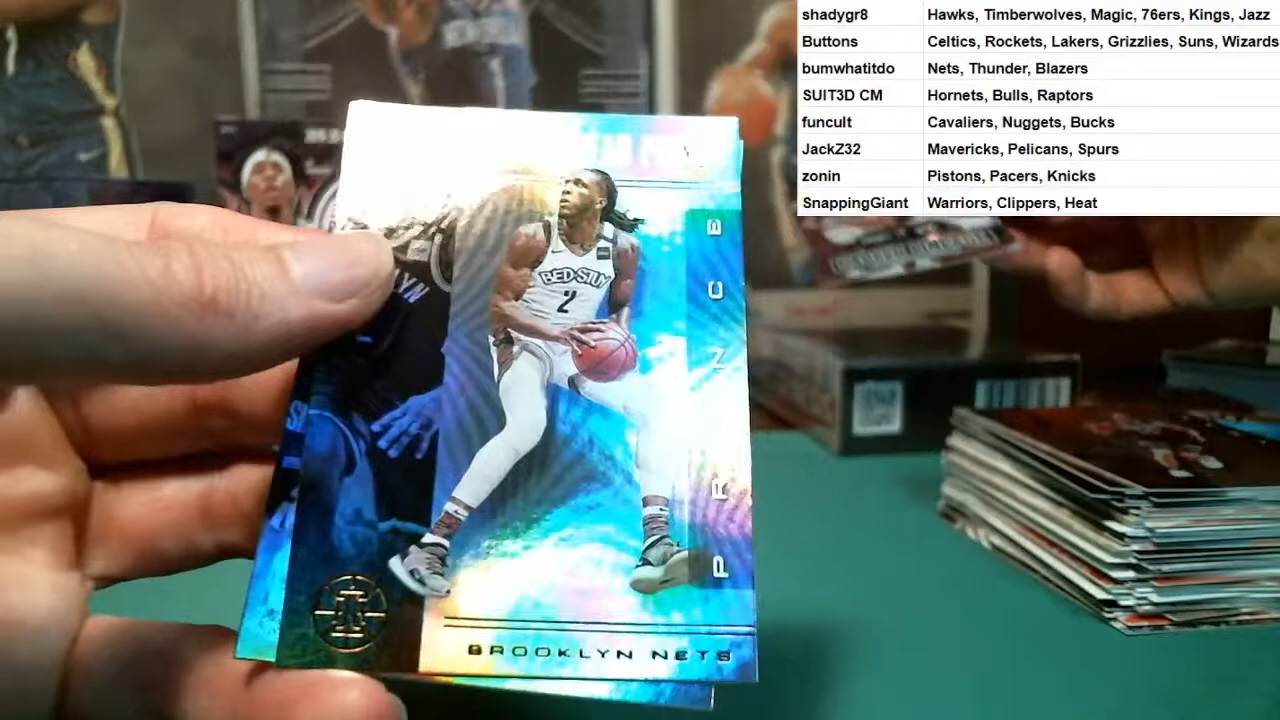 shadygr8 Hawks, Timberwolves, Magic, 76ers, Kings, Jazz
Buttons Celtics, Rockets, Lakers, Grizzlies, Suns, Wizards
bumwhatitdo Nets, Thunder, Blazers
SUIT3D CM Hornets, Bulls, Raptors
funcult Cavaliers, Nuggets, Bucks
JackZ32 Mavericks, Pelicans, Spurs
zonin Pistons, Pacers, Knicks
SnappingGiant Warriors, Clippers, Heat
PRINCE
BED-STUY
2
BROOKLYN NETS